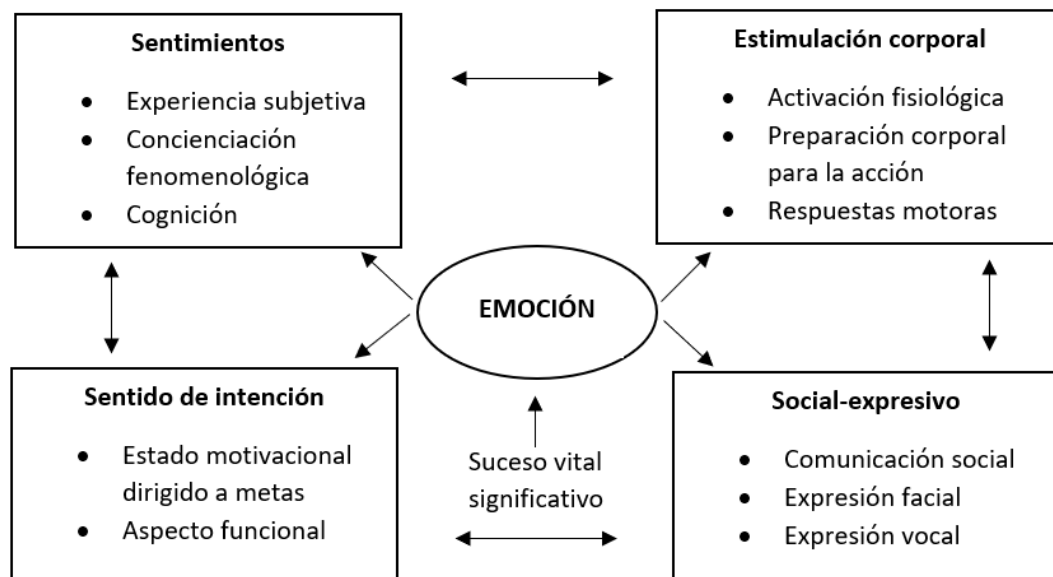 Sentimientos
• Experiencia subjetiva
• Concienciación
fenomenológica
• Cognición
Estimulación corporal
• Activación fisiológica
• Preparación corporal
para la acción
• Respuestas motoras
EMOCIÓN
Sentido de intención
• Estado motivacional
dirigido a metas
• Aspecto funcional
Suceso vital
significativo
Social-expresivo
• Comunicación social
• Expresión facial
• Expresión vocal